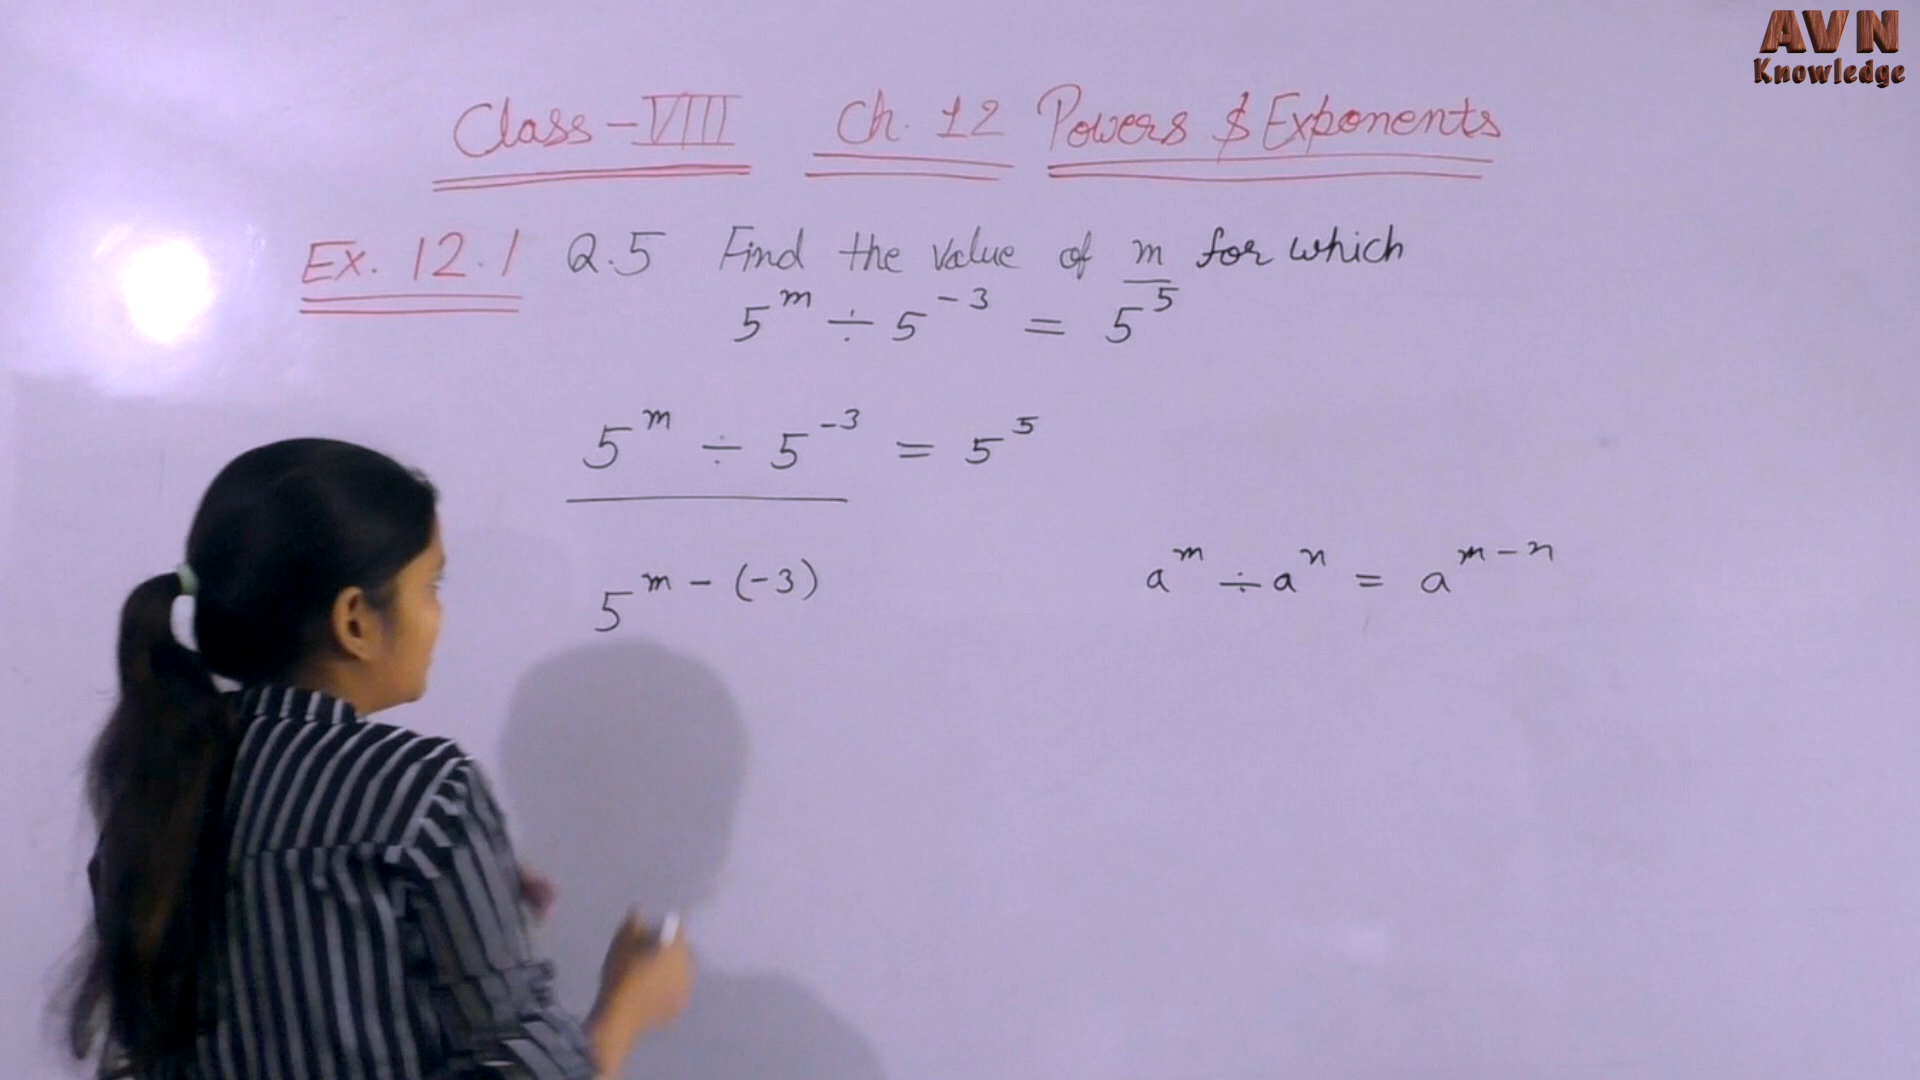 AVN
Knowledge
Class-VIII Ch. 12 Powers & Exponents
Ex. 12.1 Q.5 Find the value of m for which
5^m ÷ 5^-3 = 5^5
5^m ÷ 5^-3 = 5^5
5^m-(-3)
a^m ÷ a^n = a^m-n